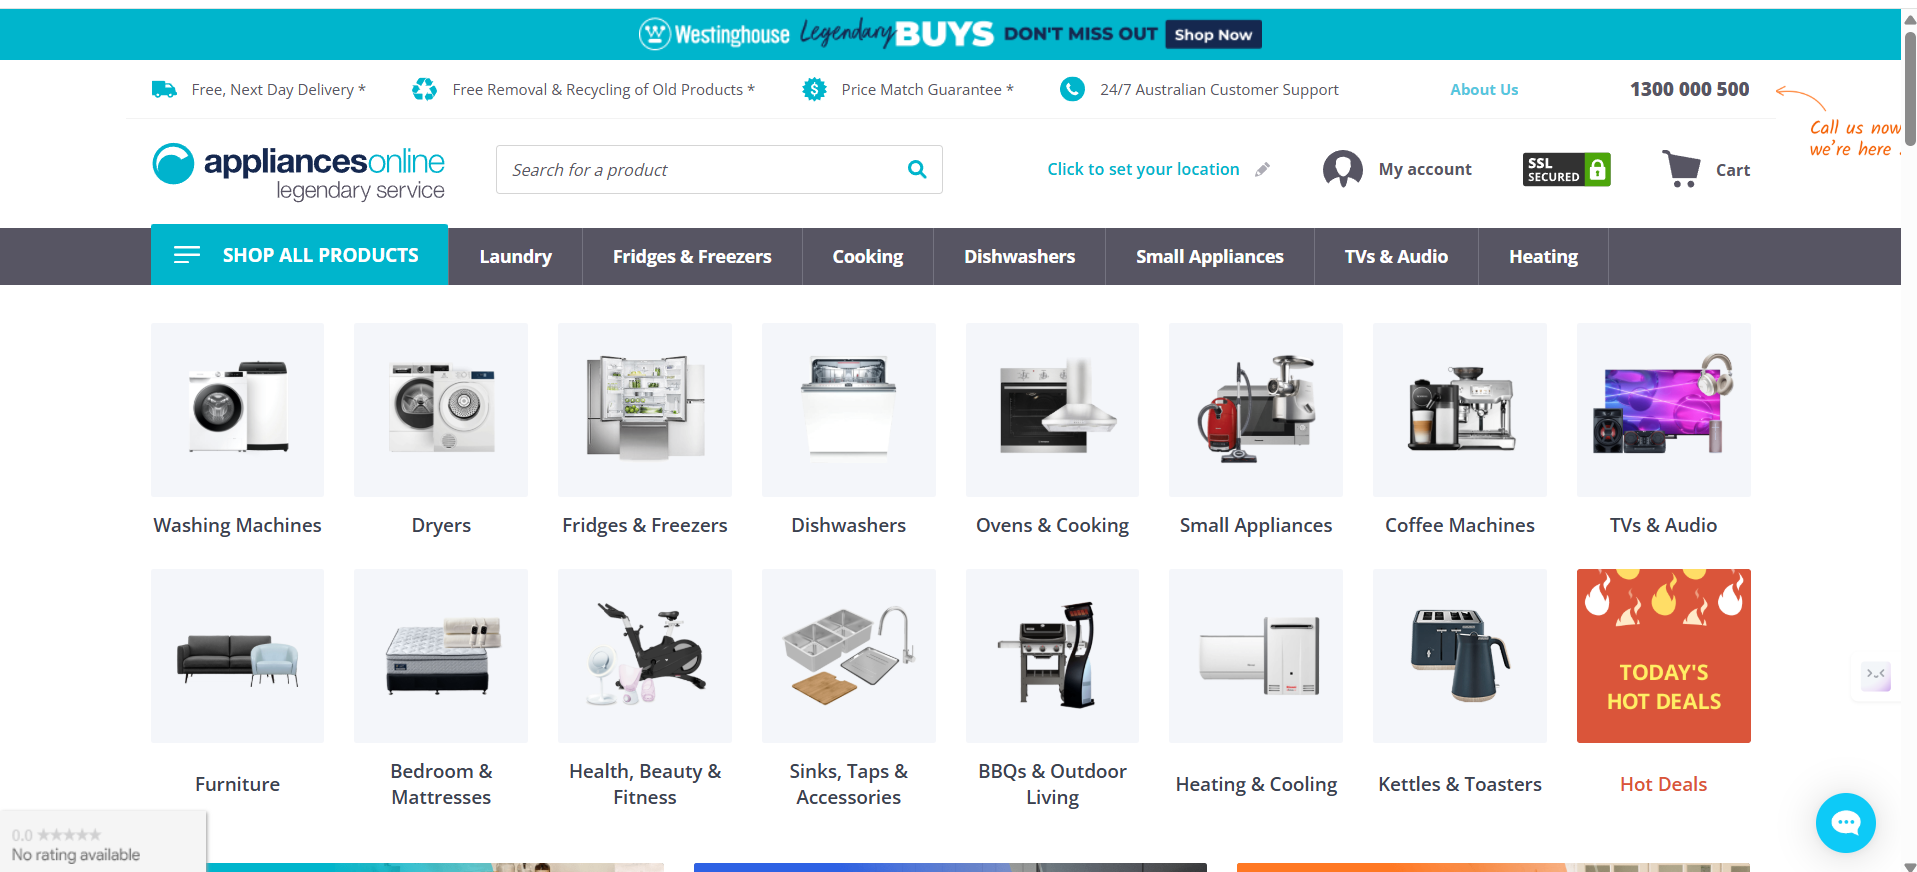 Westinghouse Legendary BUYS DON'T MISS OUT Shop Now
Free, Next Day Delivery * Free Removal & Recycling of Old Products * Price Match Guarantee * 24/7 Australian Customer Support About Us 1300 000 500
Call us now
we're here
appliancesonline
legendary service
Search for a product
Click to set your location
My account
SSL
SECURED
Cart
SHOP ALL PRODUCTS Laundry Fridges & Freezers Cooking Dishwashers Small Appliances TVs & Audio Heating
Washing Machines Dryers Fridges & Freezers Dishwashers Ovens & Cooking Small Appliances Coffee Machines TVs & Audio
TODAY'S
HOT DEALS
Furniture
Bedroom &
Mattresses
Health, Beauty &
Fitness
Sinks, Taps &
Accessories
BBQs & Outdoor
Living
Heating & Cooling
Kettles & Toasters
Hot Deals
0.0 ★★★★★
No rating available